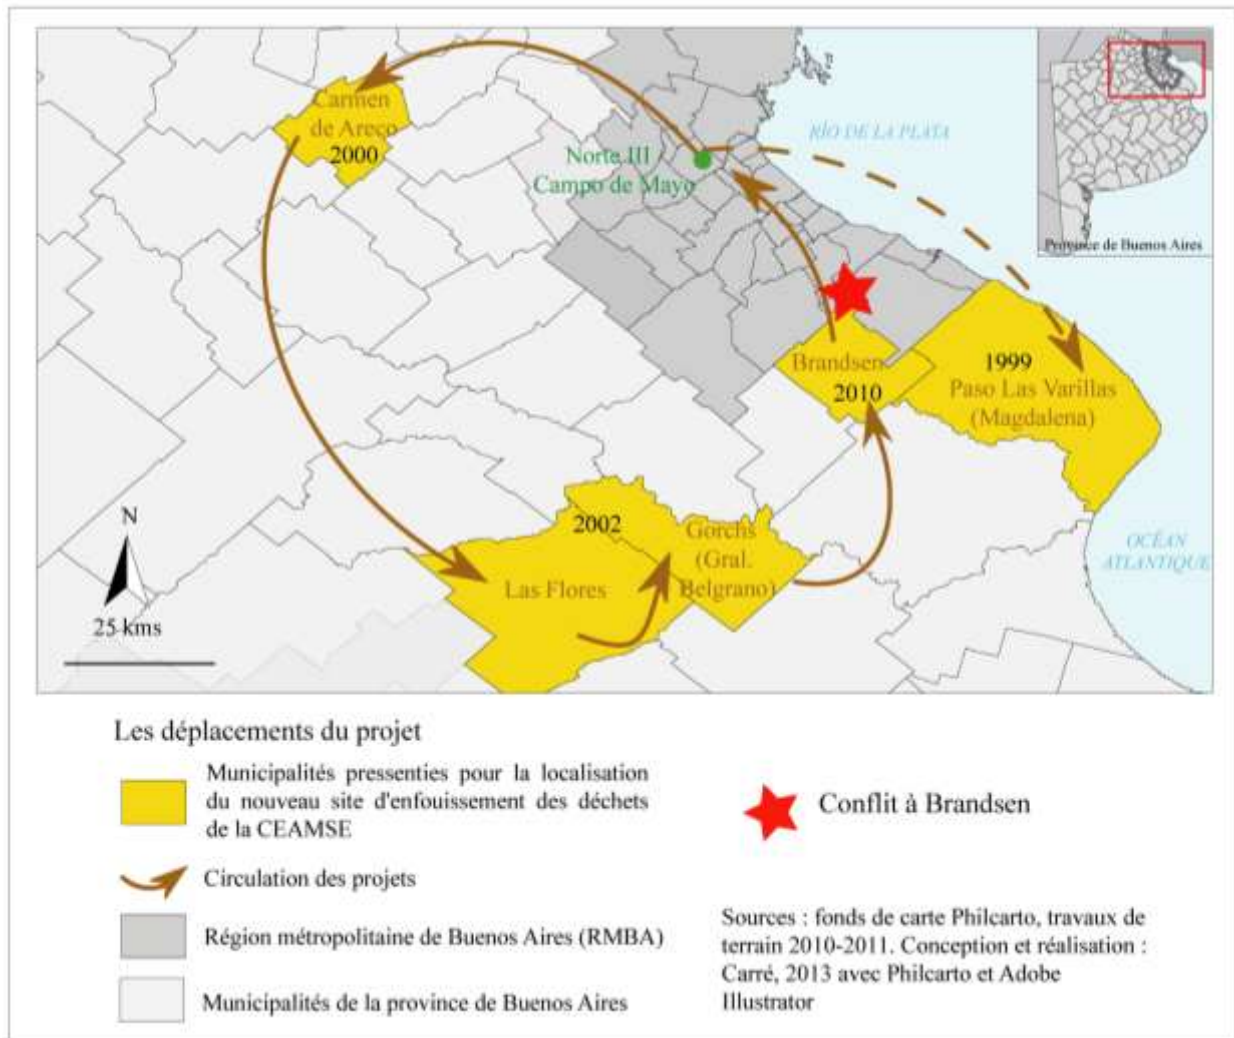 Carmen
de Areco
2000
RÍO DE LA PLATA
Norte III
Campo de Mayo
Province de Buenos Aires
Brandsen
2010
1999
Paso Las Varillas
(Magdalena)
2002
Gorchs
(Gral.
Belgrano)
Las Flores
OCÉAN
ATLANTIQUE
N
25 kms
Les déplacements du projet
Municipalités pressenties pour la localisation
du nouveau site d'enfouissement des déchets
de la CEAMSE
Circulation des projets
Région métropolitaine de Buenos Aires (RMBA)
Municipalités de la province de Buenos Aires
Conflit à Brandsen
Sources : fonds de carte Philcarto, travaux de
terrain 2010-2011. Conception et réalisation :
Carré, 2013 avec Philcarto et Adobe
Illustrator